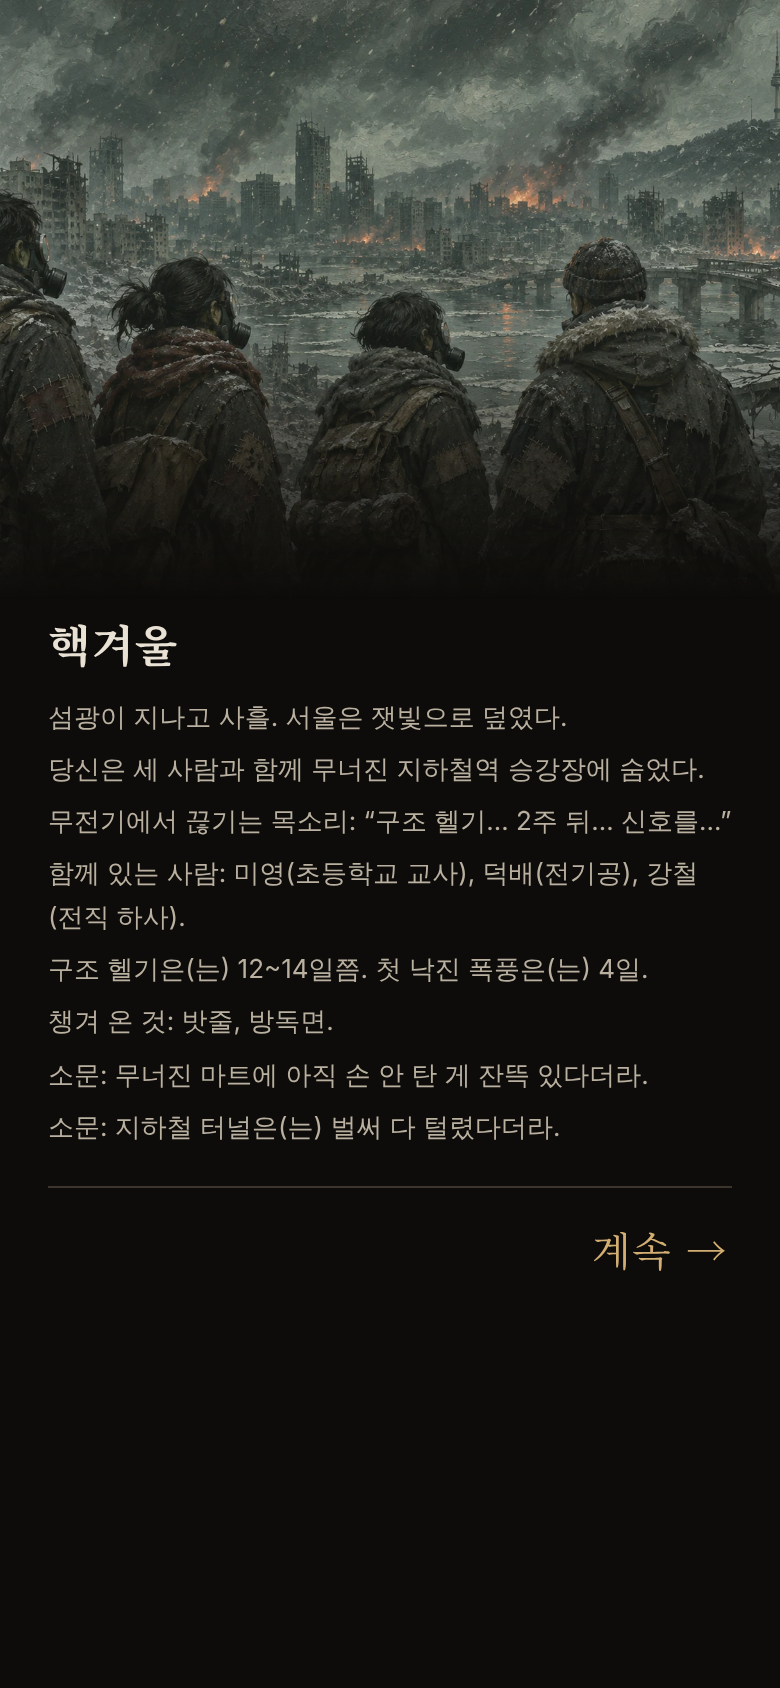 핵겨울
섬광이 지나고 사흘. 서울은 잿빛으로 덮였다.
당신은 세 사람과 함께 무너진 지하철역 승강장에 숨었다.
무전기에서 끊기는 목소리: “구조 헬기… 2주 뒤… 신호를…”
함께 있는 사람: 미영(초등학교 교사), 덕배(전기공), 강철
(전직 하사).
구조 헬기은(는) 12~14일쯤. 첫 낙진 폭풍은(는) 4일.
챙겨 온 것: 밧줄, 방독면.
소문: 무너진 마트에 아직 손 안 탄 게 잔뜩 있다더라.
소문: 지하철 터널은(는) 벌써 다 털렸다더라.
계속 →